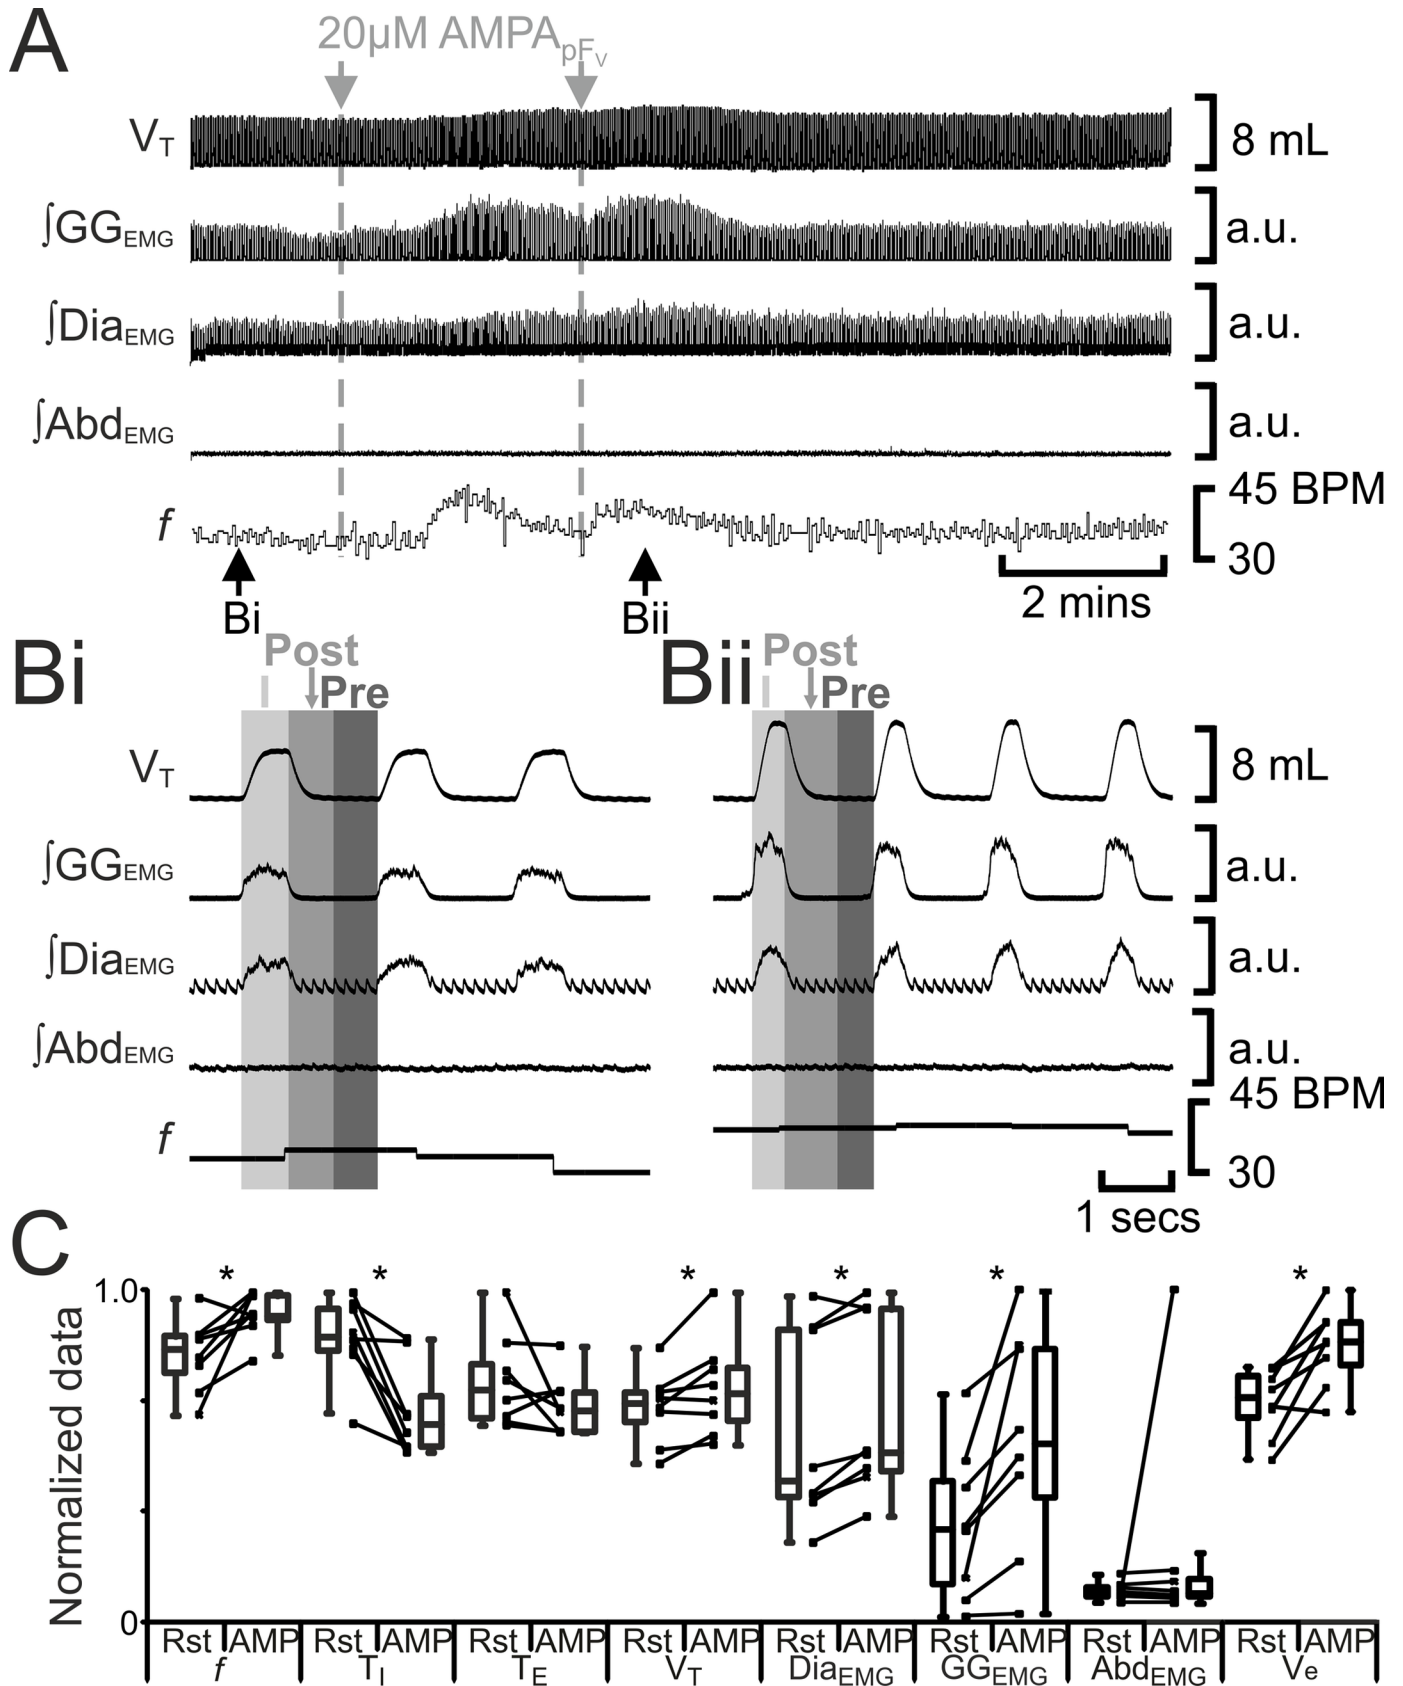 A
20µM AMPApFV
VT
8 mL
∫GGEMG
a.u.
∫DiaEMG
a.u.
∫AbdEMG
a.u.
f
45 BPM
30
2 mins
Bi
Bii
Bi
Post
I
Pre
Bii
Post
I
Pre
VT
8 mL
∫GGEMG
a.u.
∫DiaEMG
a.u.
∫AbdEMG
a.u.
f
45 BPM
30
1 secs
C
Normalized data
1.0
0
* * * * * *
Rst AMP Rst AMP Rst AMP Rst AMP Rst AMP Rst AMP Rst AMP Rst AMP
f TI TE VT DiaEMG GGEMG AbdEMG Ve